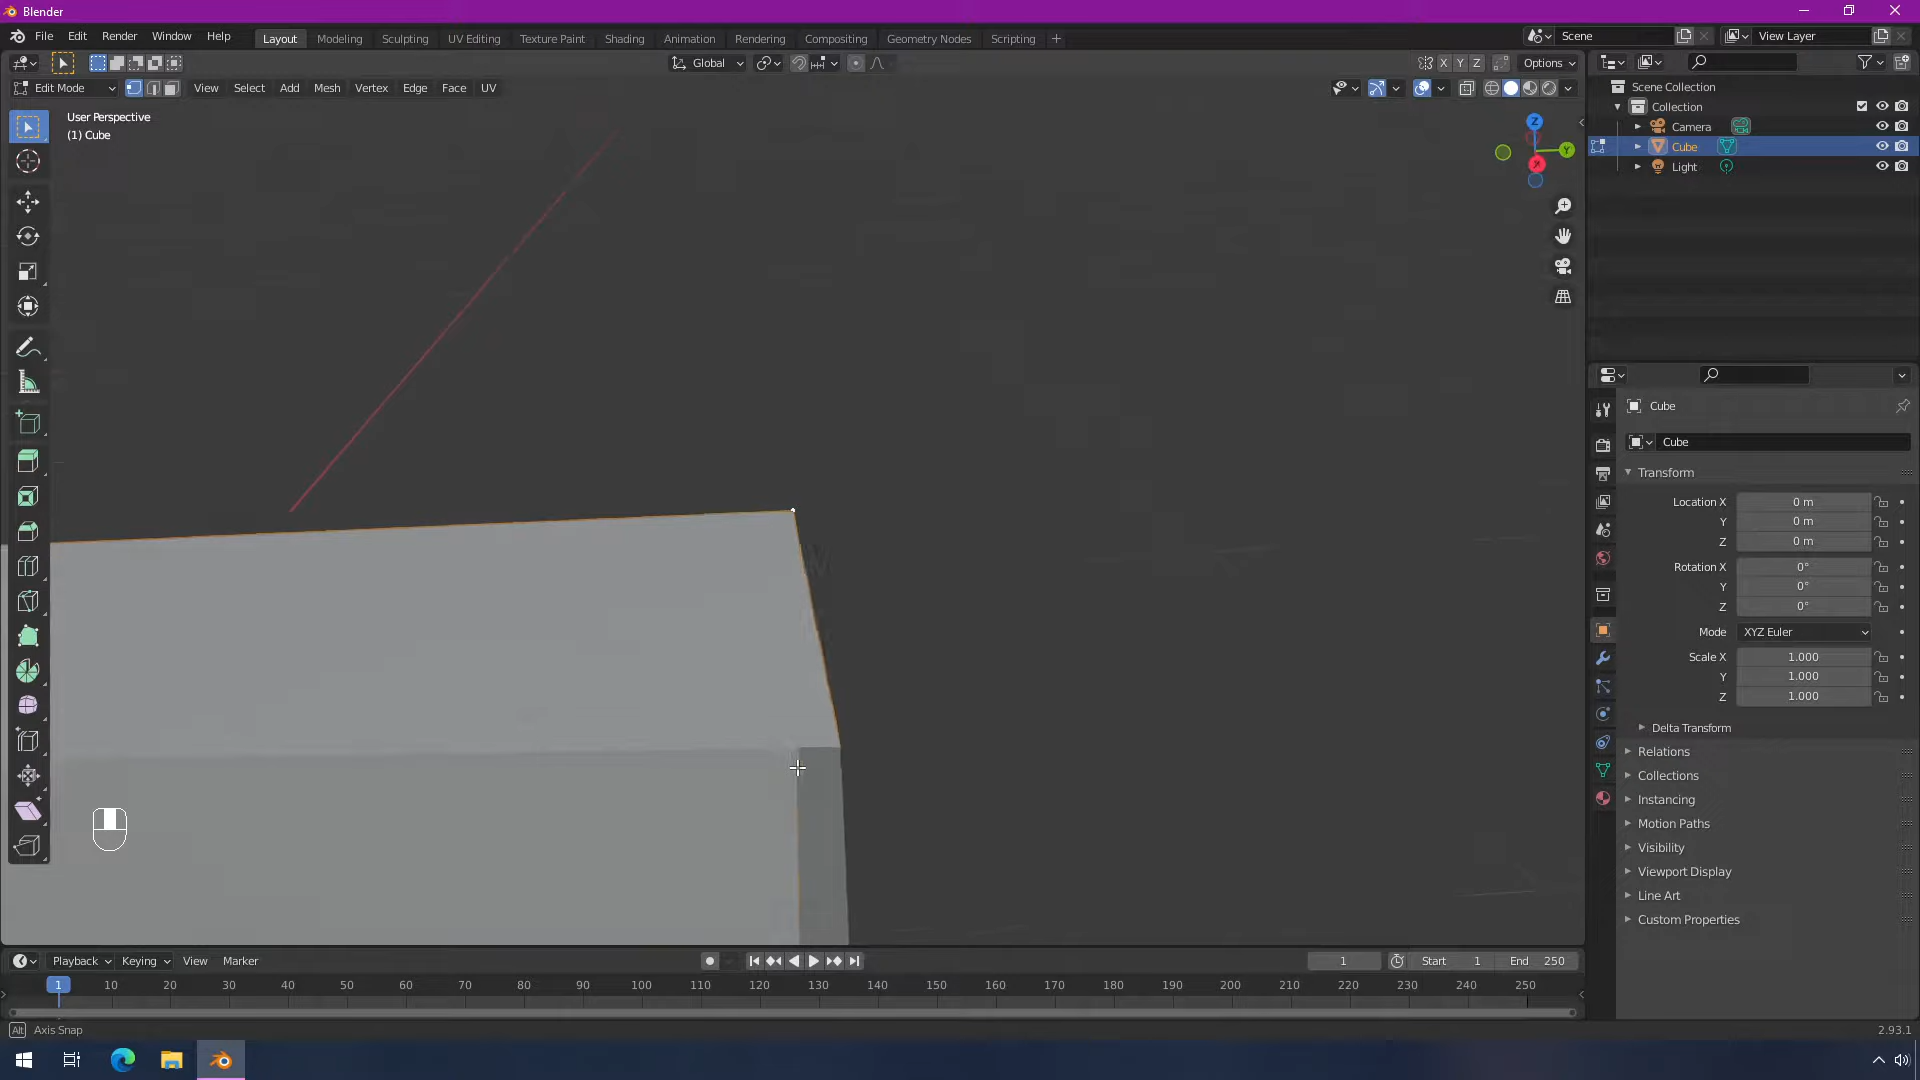 Blender
File Edit Render Window Help Layout Modeling Sculpting UV Editing Texture Paint Shading Animation Rendering Compositing Geometry Nodes Scripting + Scene View Layer
Global X Y Z Options
Edit Mode View Select Add Mesh Vertex Edge Face UV
User Perspective
(1) Cube
Z
Y
X
Scene Collection
Collection
Camera
Cube
Light
Cube
Cube
Transform
Location X 0 m
Y 0 m
Z 0 m
Rotation X 0°
Y 0°
Z 0°
Mode XYZ Euler
Scale X 1.000
Y 1.000
Z 1.000
Delta Transform
Relations
Collections
Instancing
Motion Paths
Visibility
Viewport Display
Line Art
Custom Properties
Playback Keying View Marker 1 Start 1 End 250
1 10 20 30 40 50 60 70 80 90 100 110 120 130 140 150 160 170 180 190 200 210 220 230 240 250
Alt Axis Snap 2.93.1